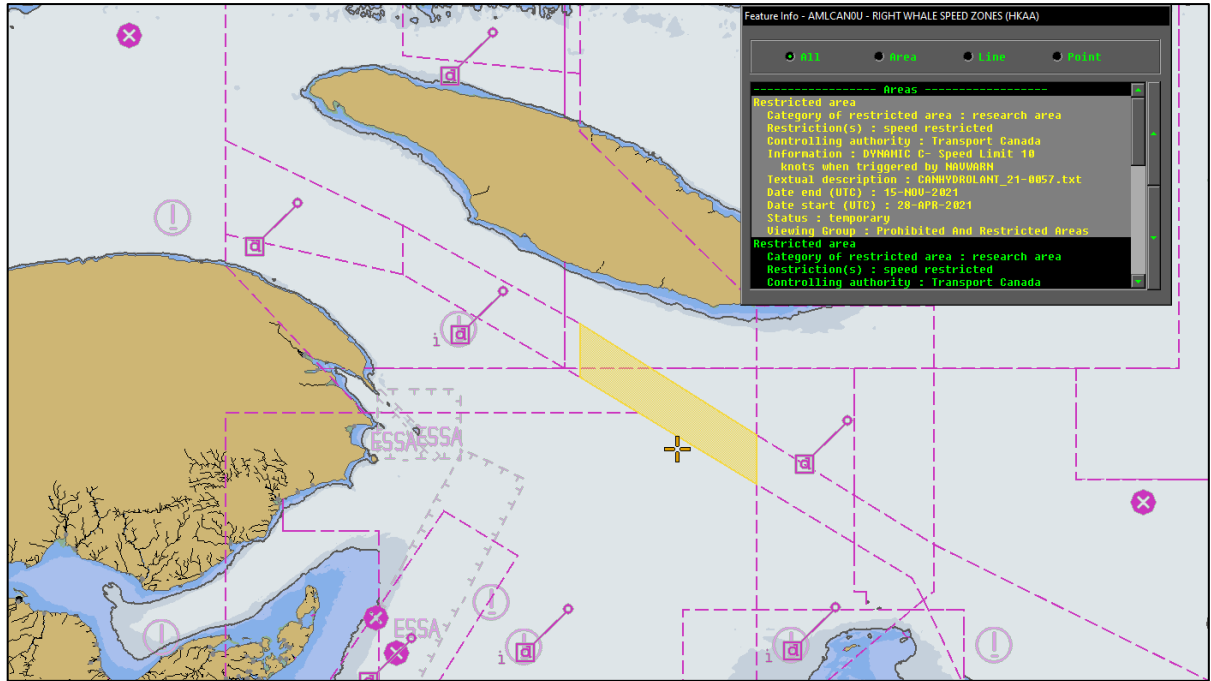 Feature Info - AMLCAN0U - RIGHT WHALE SPEED ZONES (HKAA)
All Area Line Point
------------------ Areas ------------------
Restricted area
Category of restricted area : research area
Restriction(s) : speed restricted
Controlling authority : Transport Canada
Information : DYNAMIC C- Speed Limit 10
knots when triggered by NAVWARN
Textual description : CANHYDROLANT_21-0057.txt
Date end (UTC) : 15-NOV-2021
Date start (UTC) : 28-APR-2021
Status : temporary
Viewing Group : Prohibited And Restricted Areas
Restricted area
Category of restricted area : research area
Restriction(s) : speed restricted
Controlling authority : Transport Canada
d
!
d
i d !
ESSA ESSA
d
!
ESSA
! i d !
i d !
!
d